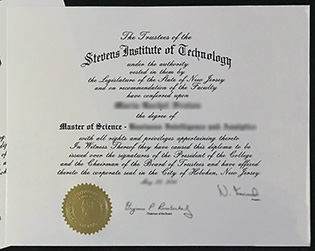 The Trustees of the
Stevens Institute of Technology
under the authority
vested in them by
the Legislature of the State of New Jersey
and on recommendation of the Faculty
have conferred upon
the degree of
Master of Science -
with all rights and privileges appertaining thereto
In Witness Thereof they have caused this diploma to be
issued over the signatures of the President of the College
and the Chairman of the Board of Trustees and have affixed
thereto the corporate seal in the City of Hoboken, New Jersey
Chairman of the Board